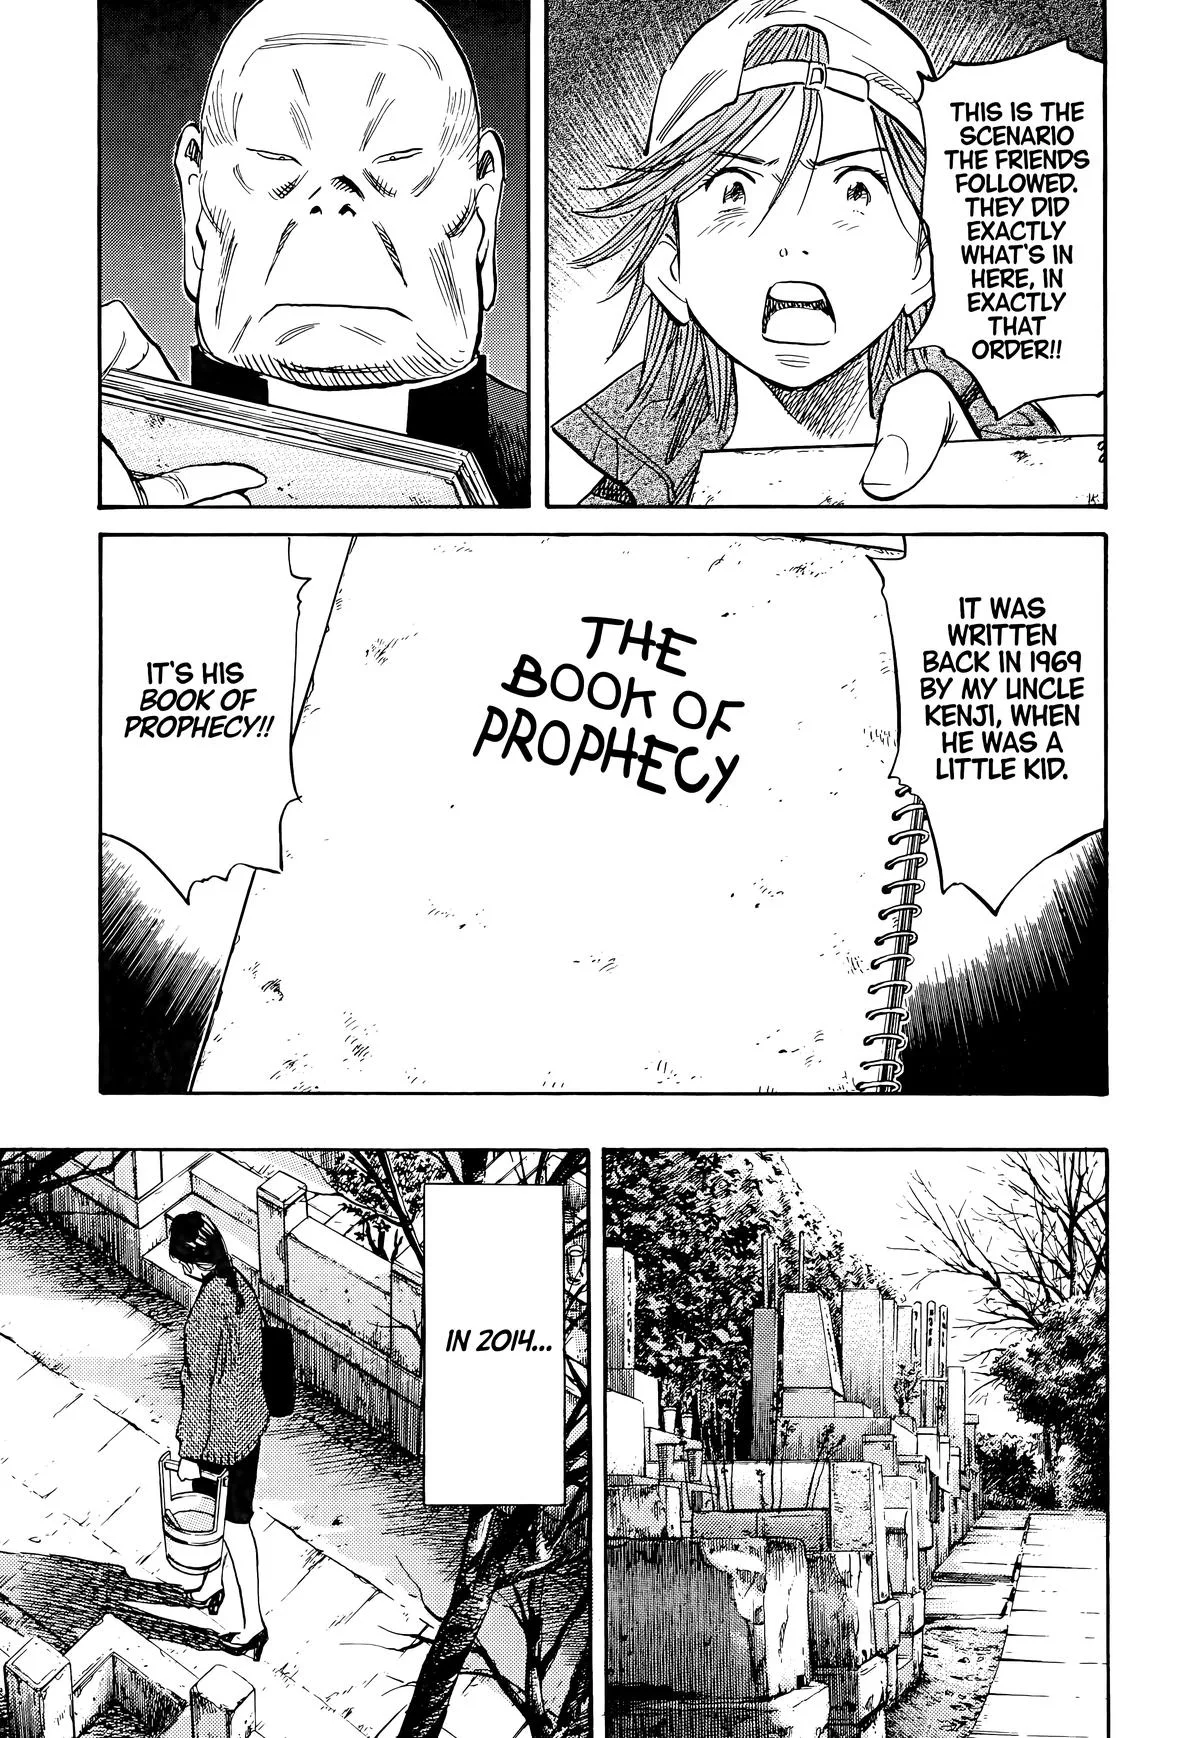 THIS IS THE
SCENARIO
THE FRIENDS
FOLLOWED.
THEY DID
EXACTLY
WHAT'S IN
HERE, IN
EXACTLY
THAT
ORDER!!
IT WAS
WRITTEN
BACK IN 1969
BY MY UNCLE
KENJI, WHEN
HE WAS A
LITTLE KID.
THE
BOOK OF
PROPHECY
IT'S HIS
BOOK OF
PROPHECY!!
IN 2014...